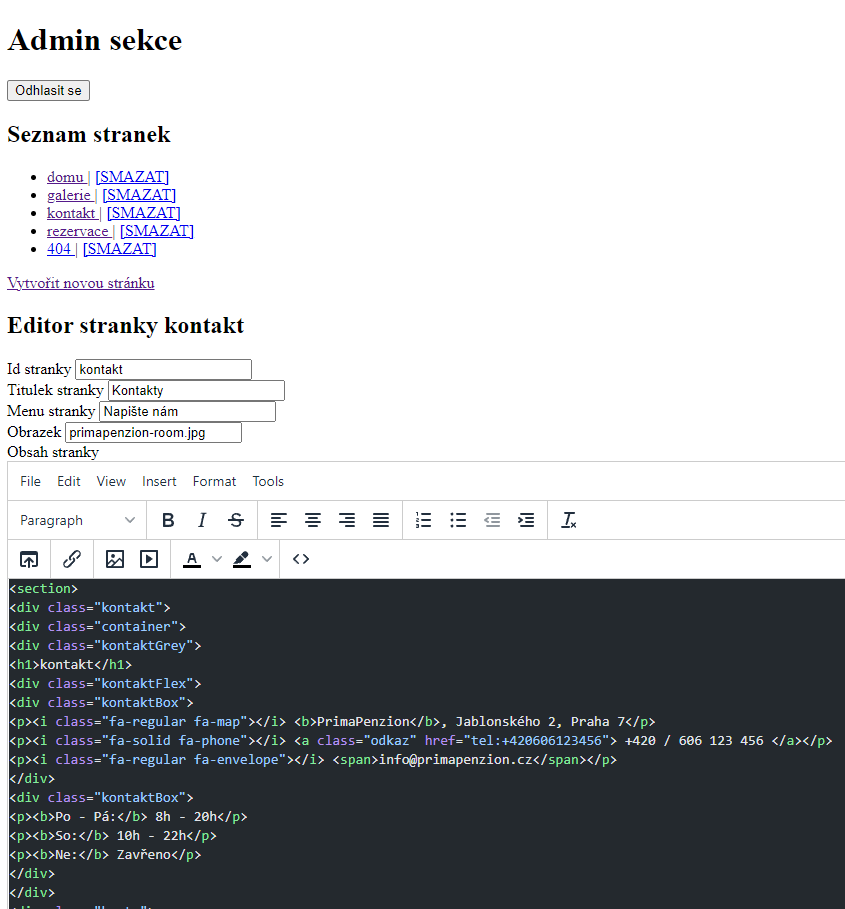 Admin sekce
Odhlasit se
Seznam stranek
domu | [SMAZAT]
galerie | [SMAZAT]
kontakt | [SMAZAT]
rezervace | [SMAZAT]
404 | [SMAZAT]
Vytvořit novou stránku
Editor stranky kontakt
Id stranky kontakt
Titulek stranky Kontakty
Menu stranky Napište nám
Obrazek primapenzion-room.jpg
Obsah stranky
File Edit View Insert Format Tools
Paragraph
<section>
<div class="kontakt">
<div class="container">
<div class="kontaktGrey">
<h1>kontakt</h1>
<div class="kontaktFlex">
<div class="kontaktBox">
<p><i class="fa-regular fa-map"></i> <b>PrimaPenzion</b>, Jablonského 2, Praha 7</p>
<p><i class="fa-solid fa-phone"></i> <a class="odkaz" href="tel:+420606123456"> +420 / 606 123 456 </a></p>
<p><i class="fa-regular fa-envelope"></i> <span>info@primapenzion.cz</span></p>
</div>
<div class="kontaktBox">
<p><b>Po - Pá:</b> 8h - 20h</p>
<p><b>So:</b> 10h - 22h</p>
<p><b>Ne:</b> Zavřeno</p>
</div>
</div>